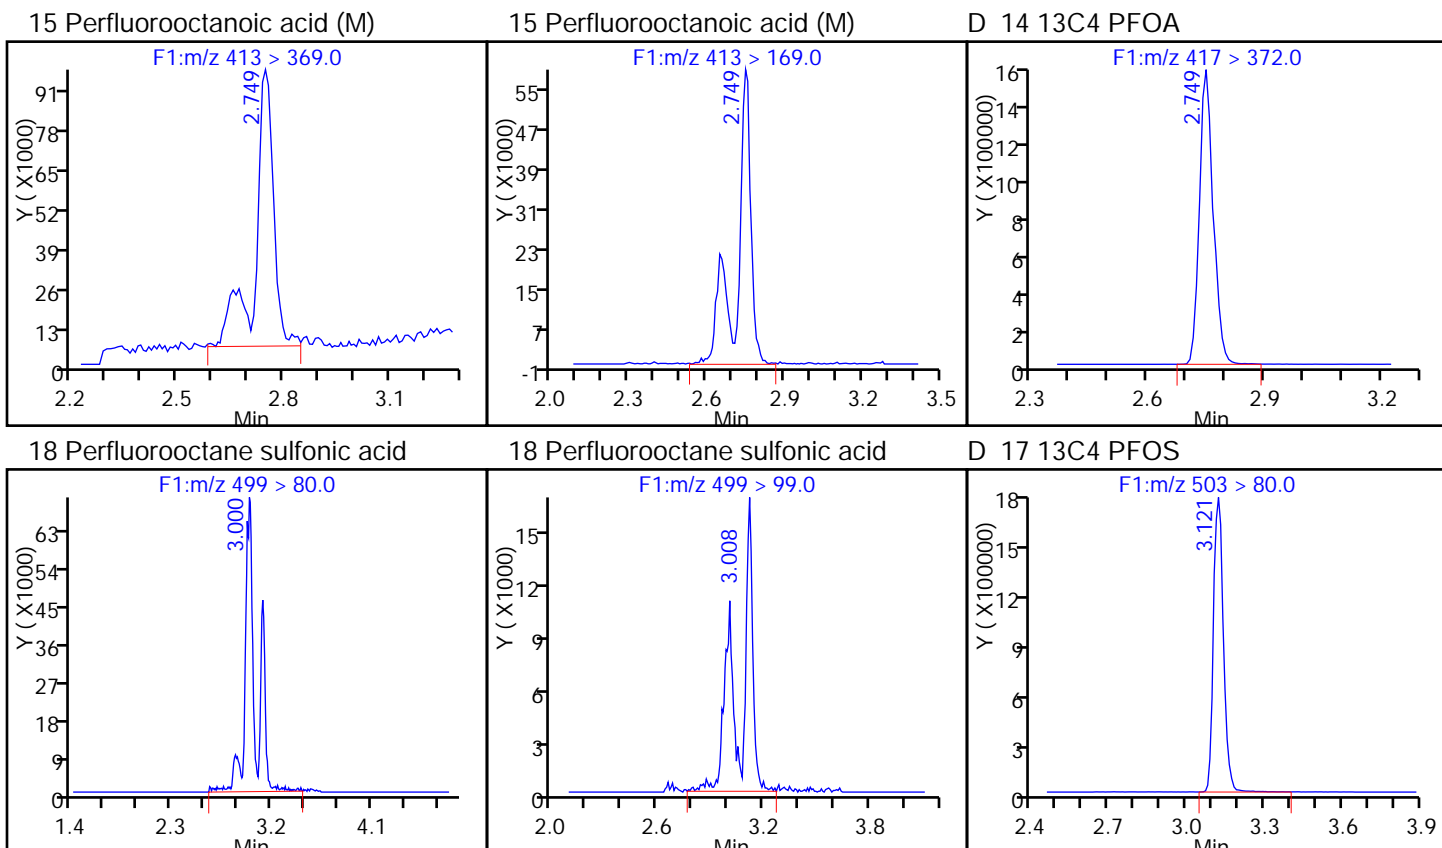 15 Perfluorooctanoic acid (M)
F1:m/z 413 > 369.0
2.749
Y ( X1000)
91
78
65
52
39
26
13
0
2.2 2.5 2.8 3.1
Min
15 Perfluorooctanoic acid (M)
F1:m/z 413 > 169.0
2.749
Y ( X1000)
55
47
39
31
23
15
7
-1
2.0 2.3 2.6 2.9 3.2 3.5
Min
D 14 13C4 PFOA
F1:m/z 417 > 372.0
2.749
Y ( X100000)
16
14
12
10
8
6
4
2
0
2.3 2.6 2.9 3.2
Min
18 Perfluorooctane sulfonic acid
F1:m/z 499 > 80.0
3.000
Y ( X1000)
63
54
45
36
27
18
9
0
1.4 2.3 3.2 4.1
Min
18 Perfluorooctane sulfonic acid
F1:m/z 499 > 99.0
3.008
Y ( X1000)
15
12
9
6
3
0
2.0 2.6 3.2 3.8
Min
D 17 13C4 PFOS
F1:m/z 503 > 80.0
3.121
Y ( X100000)
18
15
12
9
6
3
0
2.4 2.7 3.0 3.3 3.6 3.9
Min